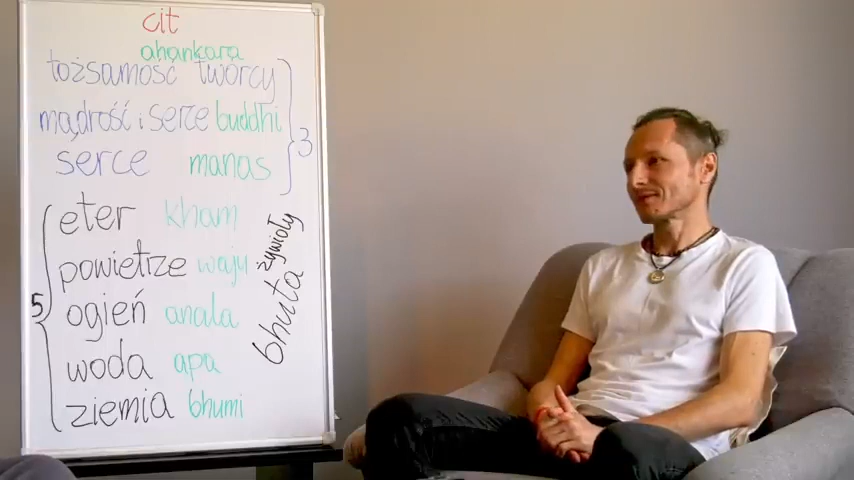 cit
ahankara
tożsamość twórcy
mądrość i serce buddhi
serce manas
3
eter kham
powietrze waju
ogień anala
woda apa
ziemia bhumi
5
bhuta żywioły